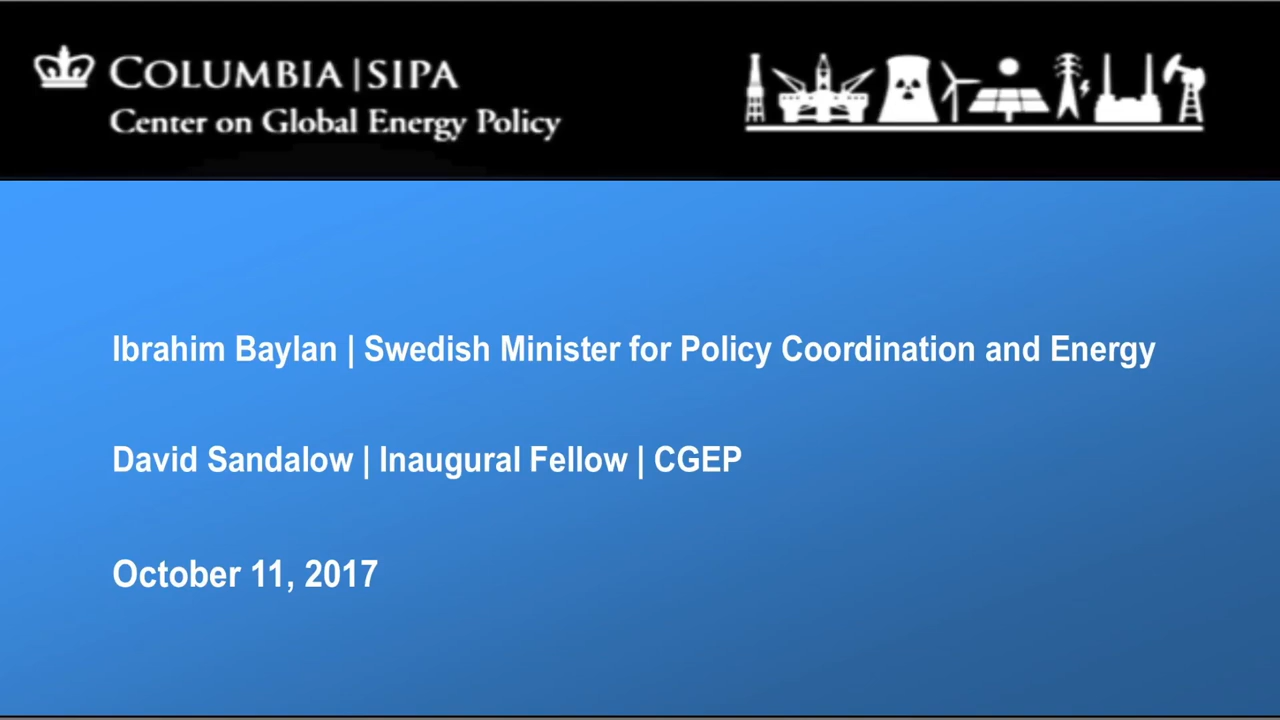 COLUMBIA | SIPA
Center on Global Energy Policy
Ibrahim Baylan | Swedish Minister for Policy Coordination and Energy
David Sandalow | Inaugural Fellow | CGEP
October 11, 2017